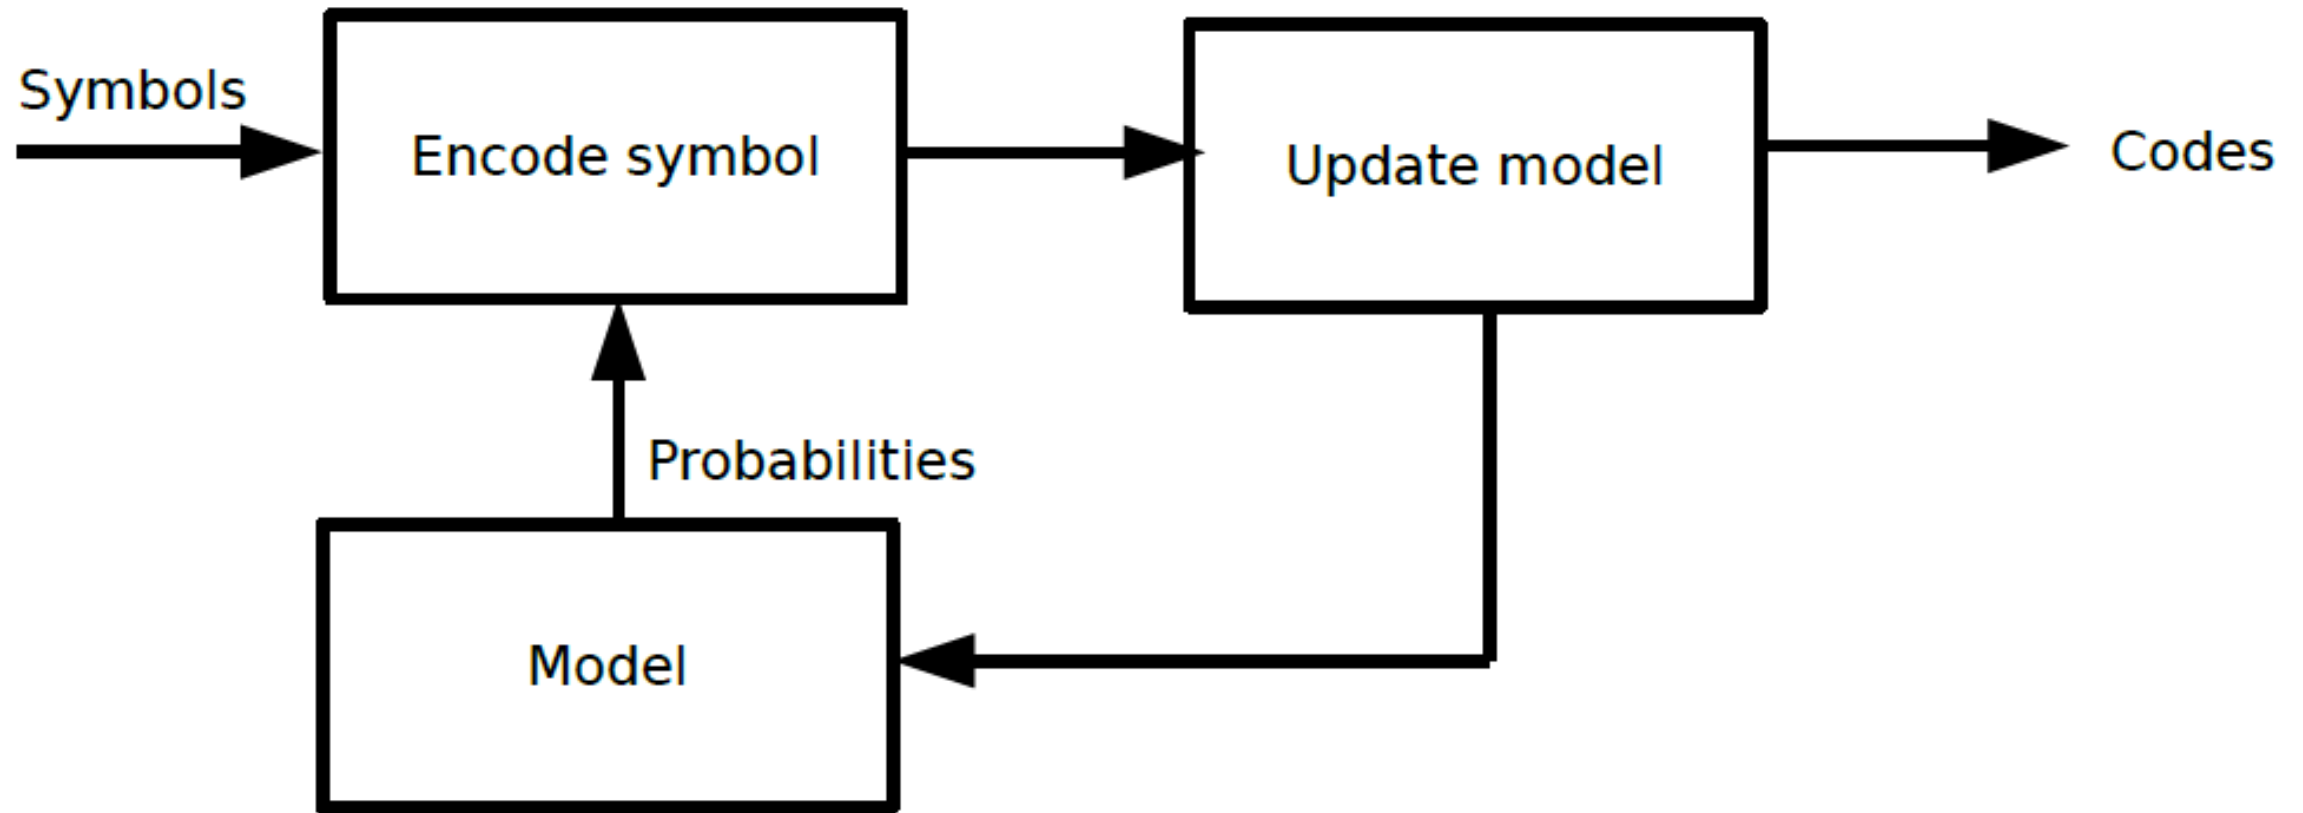 Symbols
Encode symbol
Update model
Codes
Probabilities
Model